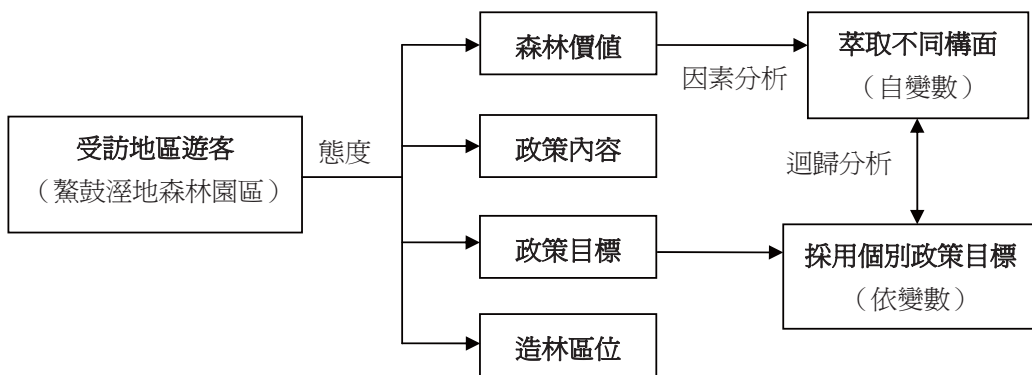 受訪地區遊客
（鰲鼓溼地森林園區）
態度
森林價值
政策內容
政策目標
造林區位
因素分析
萃取不同構面
（自變數）
迴歸分析
採用個別政策目標
（依變數）